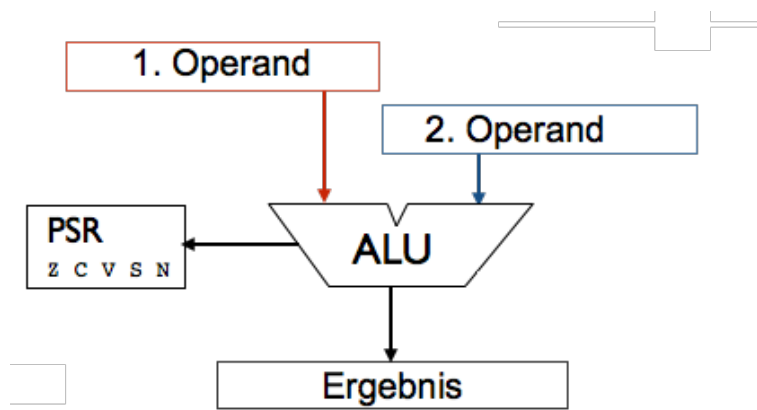 1. Operand
2. Operand
PSR
Z C V S N
ALU
Ergebnis